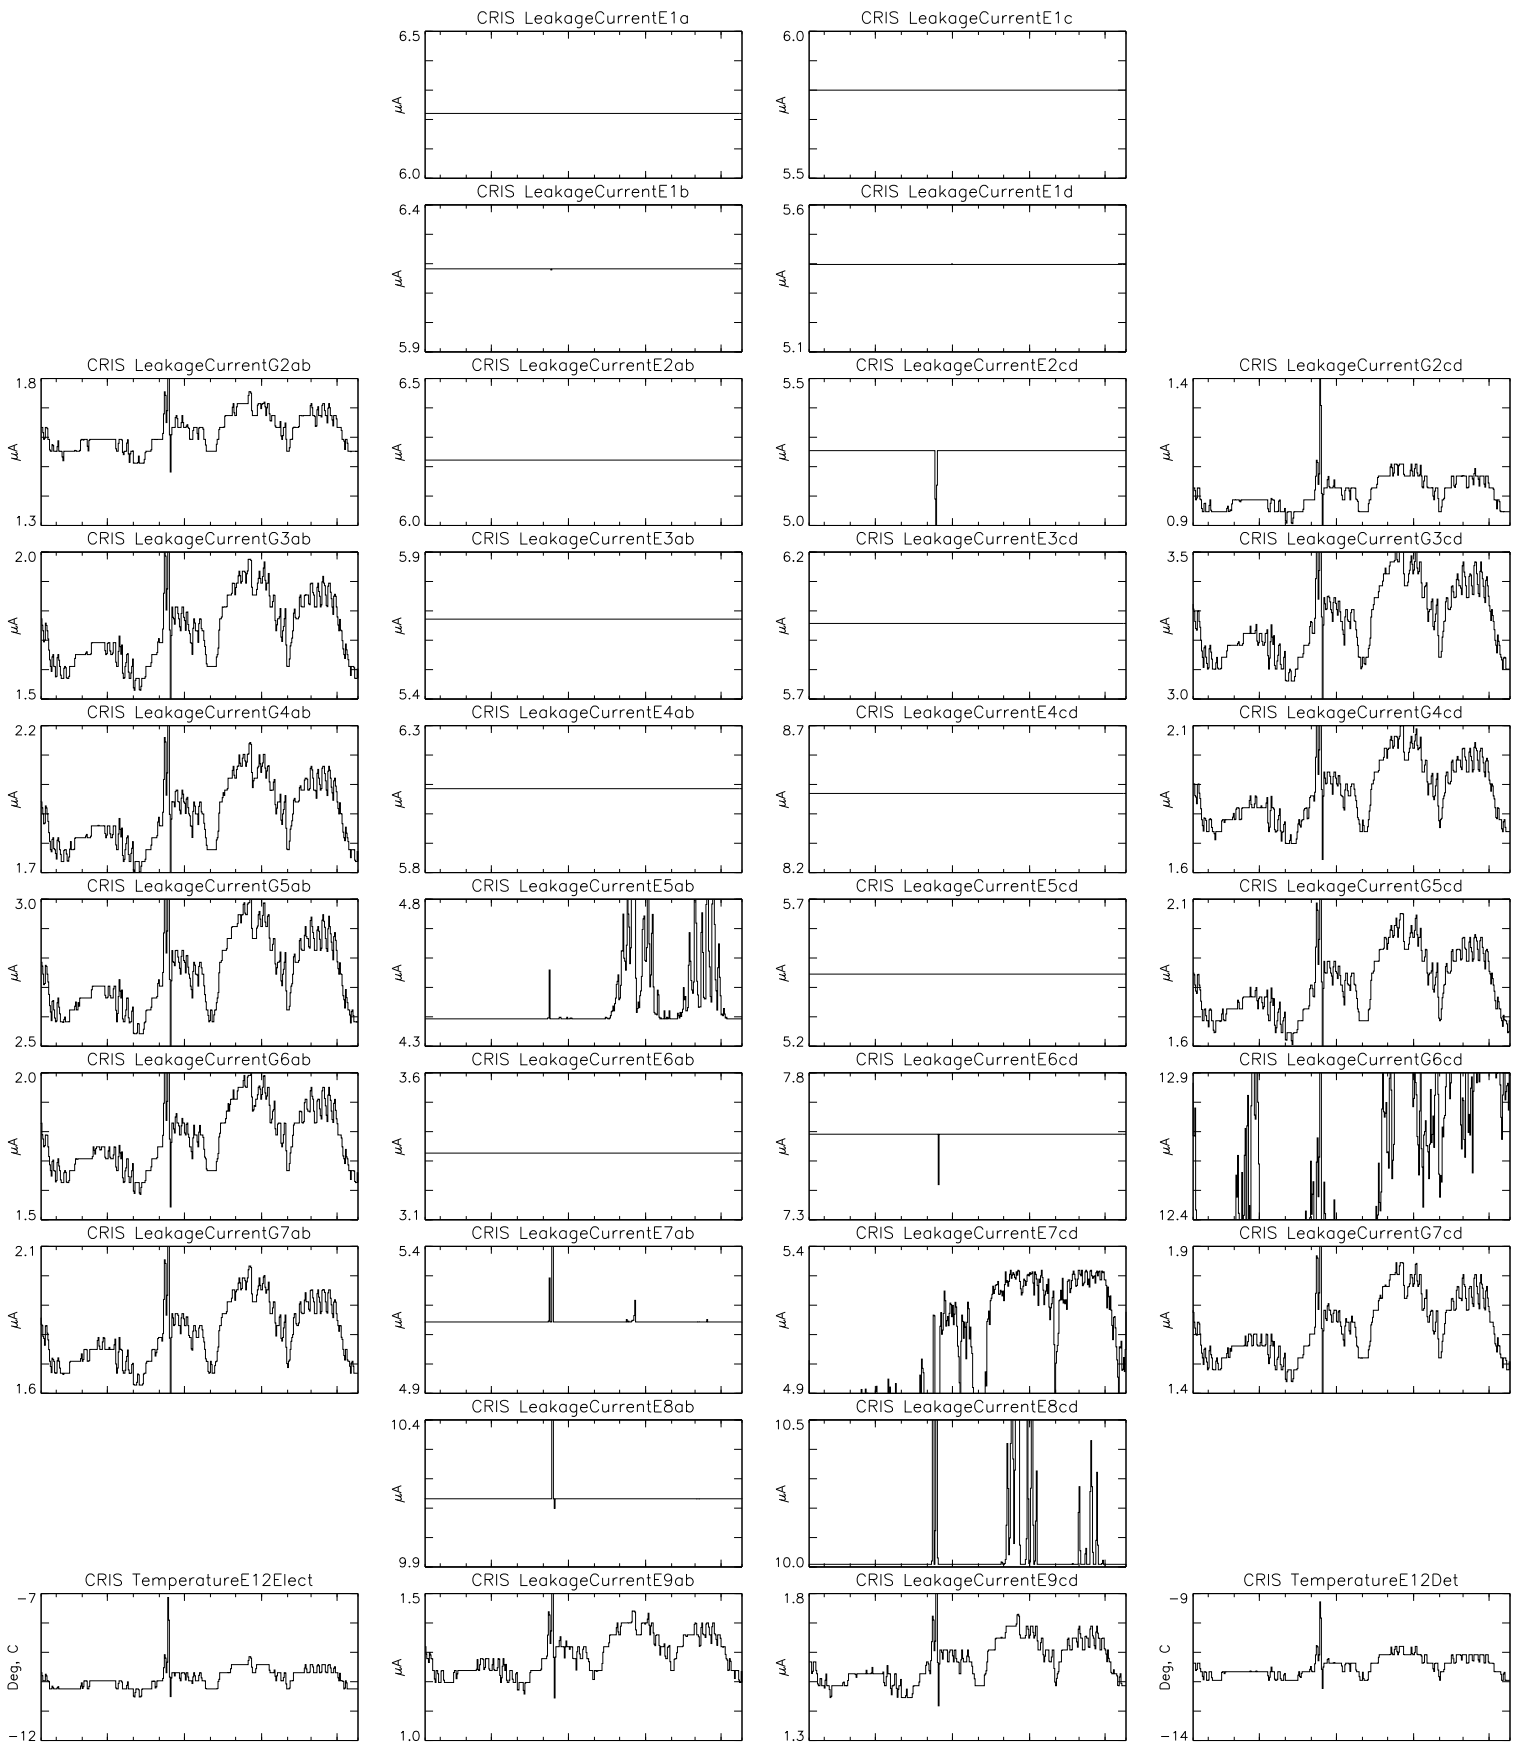 CRIS LeakageCurrentE1a
CRIS LeakageCurrentE1c
6.5
μA
6.0
6.0
μA
5.5
CRIS LeakageCurrentE1b
CRIS LeakageCurrentE1d
6.4
μA
5.9
5.6
μA
5.1
CRIS LeakageCurrentG2ab
CRIS LeakageCurrentE2ab
CRIS LeakageCurrentE2cd
CRIS LeakageCurrentG2cd
1.8
μA
1.3
6.5
μA
6.0
5.5
μA
5.0
1.4
μA
0.9
CRIS LeakageCurrentG3ab
CRIS LeakageCurrentE3ab
CRIS LeakageCurrentE3cd
CRIS LeakageCurrentG3cd
2.0
μA
1.5
5.9
μA
5.4
6.2
μA
5.7
3.5
μA
3.0
CRIS LeakageCurrentG4ab
CRIS LeakageCurrentE4ab
CRIS LeakageCurrentE4cd
CRIS LeakageCurrentG4cd
2.2
μA
1.7
6.3
μA
5.8
8.7
μA
8.2
2.1
μA
1.6
CRIS LeakageCurrentG5ab
CRIS LeakageCurrentE5ab
CRIS LeakageCurrentE5cd
CRIS LeakageCurrentG5cd
3.0
μA
2.5
4.8
μA
4.3
5.7
μA
5.2
2.1
μA
1.6
CRIS LeakageCurrentG6ab
CRIS LeakageCurrentE6ab
CRIS LeakageCurrentE6cd
CRIS LeakageCurrentG6cd
2.0
μA
1.5
3.6
μA
3.1
7.8
μA
7.3
12.9
μA
12.4
CRIS LeakageCurrentG7ab
CRIS LeakageCurrentE7ab
CRIS LeakageCurrentE7cd
CRIS LeakageCurrentG7cd
2.1
μA
1.6
5.4
μA
4.9
5.4
μA
4.9
1.9
μA
1.4
CRIS LeakageCurrentE8ab
CRIS LeakageCurrentE8cd
10.4
μA
9.9
10.5
μA
10.0
CRIS TemperatureE12Elect
CRIS LeakageCurrentE9ab
CRIS LeakageCurrentE9cd
CRIS TemperatureE12Det
-7
Deg, C
-12
1.5
μA
1.0
1.8
μA
1.3
-9
Deg, C
-14